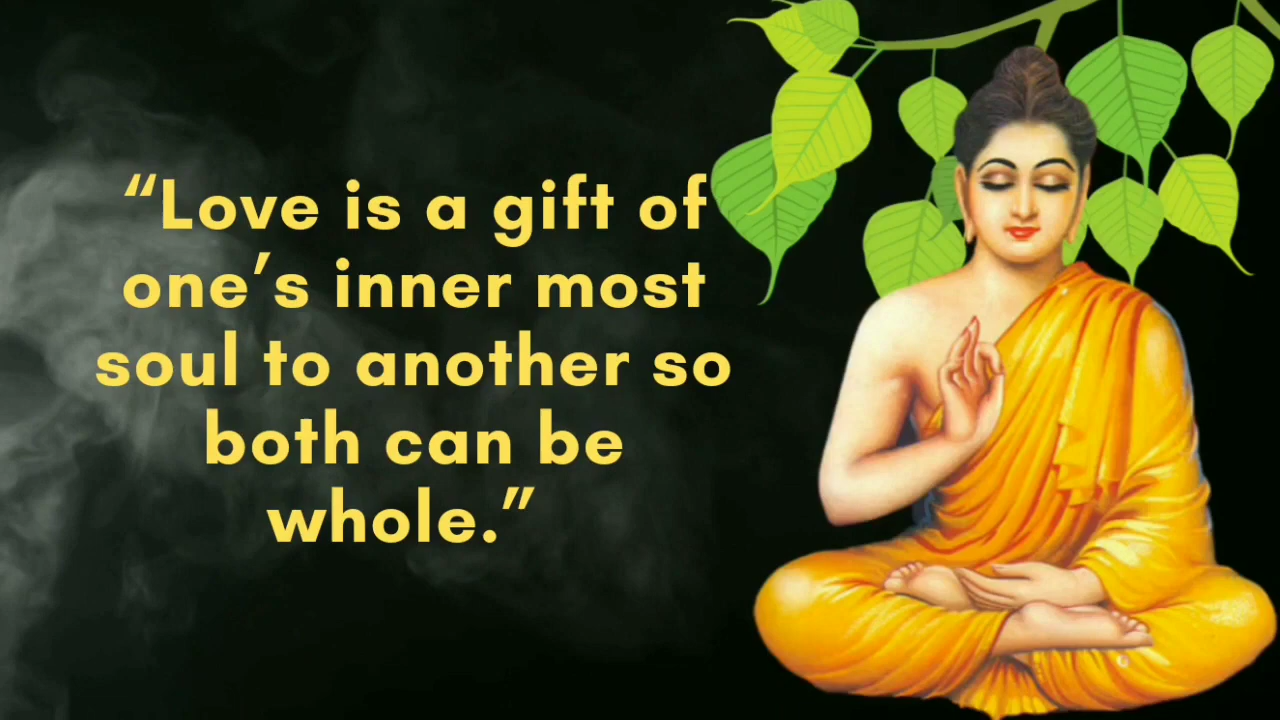 “Love is a gift of
one’s inner most
soul to another so
both can be
whole.”